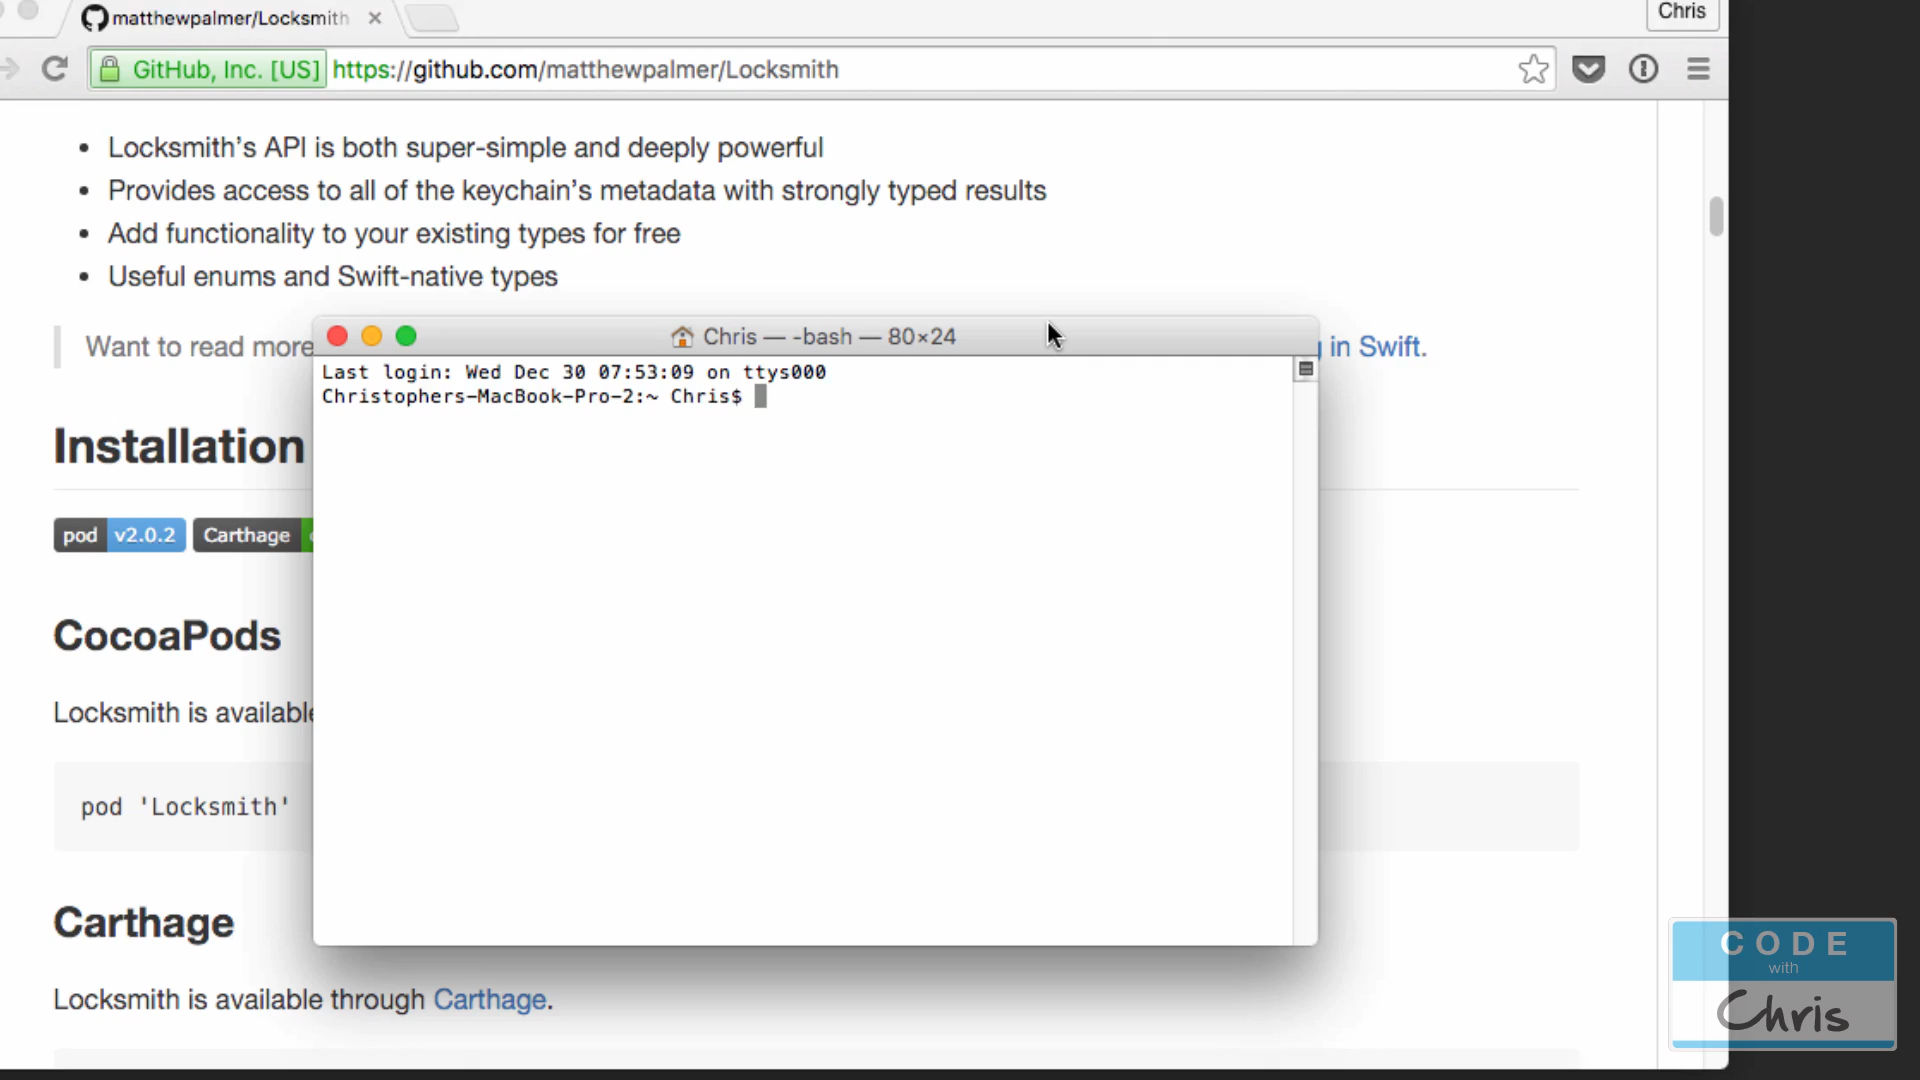 matthewpalmer/Locksmith
Chris
GitHub, Inc. [US] https://github.com/matthewpalmer/Locksmith
Locksmith’s API is both super-simple and deeply powerful
Provides access to all of the keychain’s metadata with strongly typed results
Add functionality to your existing types for free
Useful enums and Swift-native types
Want to read more
in Swift.
Chris — -bash — 80×24
Last login: Wed Dec 30 07:53:09 on ttys000
Christophers-MacBook-Pro-2:~ Chris$
Installation
pod v2.0.2 Carthage
CocoaPods
Locksmith is available
pod 'Locksmith'
Carthage
Locksmith is available through Carthage.
CODE
with
Chris